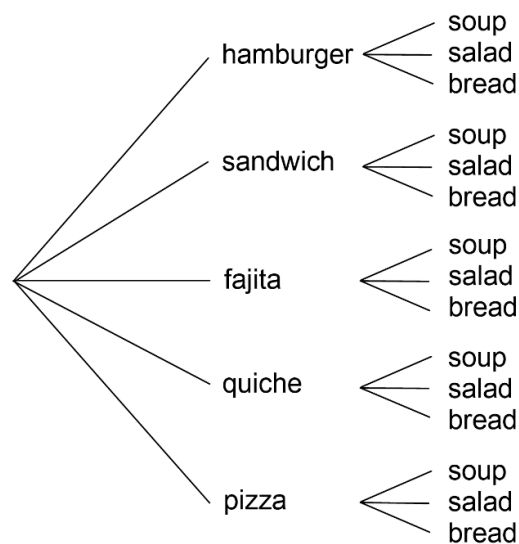 hamburger
soup
salad
bread
sandwich
soup
salad
bread
fajita
soup
salad
bread
quiche
soup
salad
bread
pizza
soup
salad
bread